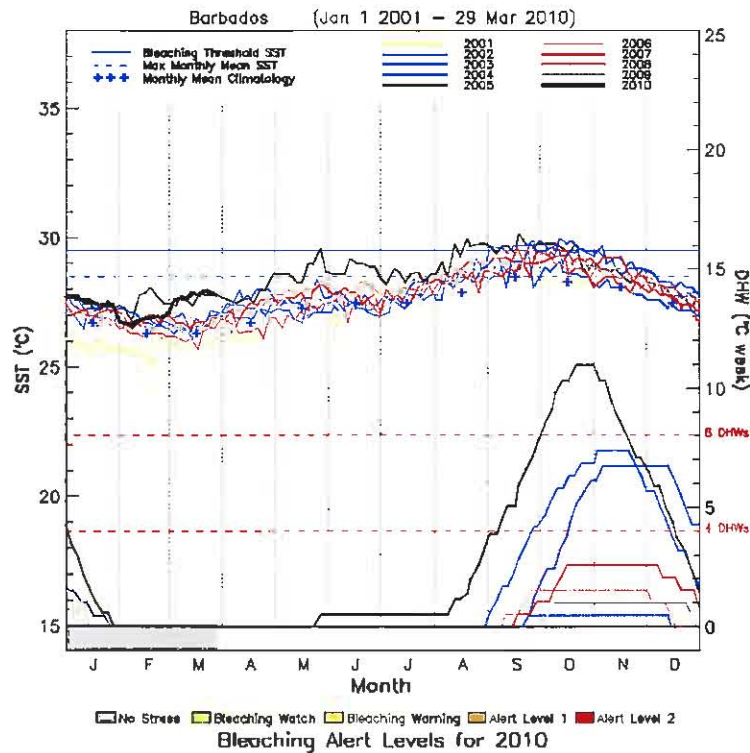 Barbados (Jan 1 2001 - 29 Mar 2010)
Bleaching Threshold SST
Max Monthly Mean SST
Monthly Mean Climatology
2001
2002
2003
2004
2005
2006
2007
2008
2009
2010
35
30
25
20
15
SST (°C)
25
20
15
10
5
0
DHW (°C week)
8 DHWs
4 DHWs
J F M A M J J A S O N D
Month
No Stress Bleaching Watch Bleaching Warning Alert Level 1 Alert Level 2
Bleaching Alert Levels for 2010